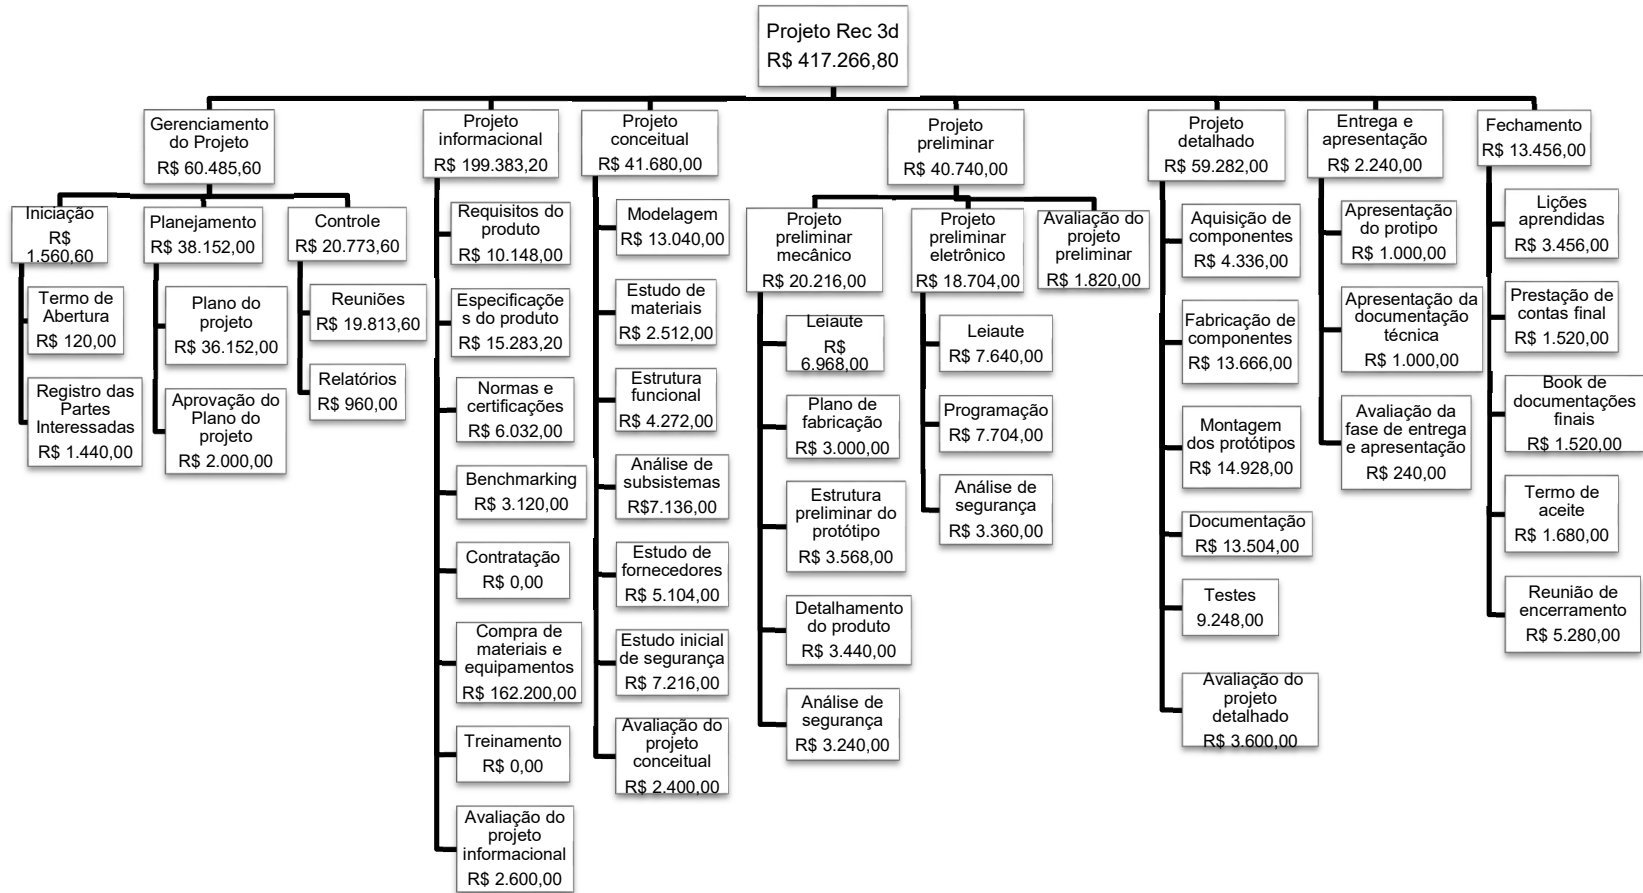 Projeto Rec 3d
R$ 417.266,80
Gerenciamento
do Projeto
R$ 60.485,60
Iniciação
R$
1.560,60
Termo de
Abertura
R$ 120,00
Registro das
Partes
Interessadas
R$ 1.440,00
Planejamento
R$ 38.152,00
Plano do
projeto
R$ 36.152,00
Aprovação do
Plano do
projeto
R$ 2.000,00
Controle
R$ 20.773,60
Reuniões
R$ 19.813,60
Relatórios
R$ 960,00
Projeto
informacional
R$ 199.383,20
Requisitos do
produto
R$ 10.148,00
Especificaçõe
s do produto
R$ 15.283,20
Normas e
certificações
R$ 6.032,00
Benchmarking
R$ 3.120,00
Contratação
R$ 0,00
Compra de
materiais e
equipamentos
R$ 162.200,00
Treinamento
R$ 0,00
Avaliação do
projeto
informacional
R$ 2.600,00
Projeto
conceitual
R$ 41.680,00
Modelagem
R$ 13.040,00
Estudo de
materiais
R$ 2.512,00
Estrutura
funcional
R$ 4.272,00
Análise de
subsistemas
R$7.136,00
Estudo de
fornecedores
R$ 5.104,00
Estudo inicial
de segurança
R$ 7.216,00
Avaliação do
projeto
conceitual
R$ 2.400,00
Projeto
preliminar
R$ 40.740,00
Projeto
preliminar
mecânico
R$ 20.216,00
Leiaute
R$
6.968,00
Plano de
fabricação
R$ 3.000,00
Estrutura
preliminar do
protótipo
R$ 3.568,00
Detalhamento
do produto
R$ 3.440,00
Análise de
segurança
R$ 3.240,00
Projeto
preliminar
eletrônico
R$ 18.704,00
Leiaute
R$ 7.640,00
Programação
R$ 7.704,00
Análise de
segurança
R$ 3.360,00
Avaliação do
projeto
preliminar
R$ 1.820,00
Projeto
detalhado
R$ 59.282,00
Aquisição de
componentes
R$ 4.336,00
Fabricação de
componentes
R$ 13.666,00
Montagem
dos protótipos
R$ 14.928,00
Documentação
R$ 13.504,00
Testes
9.248,00
Avaliação do
projeto
detalhado
R$ 3.600,00
Entrega e
apresentação
R$ 2.240,00
Apresentação
do protipo
R$ 1.000,00
Apresentação da
documentação
técnica
R$ 1.000,00
Avaliação da
fase de entrega
e apresentação
R$ 240,00
Fechamento
R$ 13.456,00
Lições
aprendidas
R$ 3.456,00
Prestação de
contas final
R$ 1.520,00
Book de
documentações
finais
R$ 1.520,00
Termo de
aceite
R$ 1.680,00
Reunião de
encerramento
R$ 5.280,00